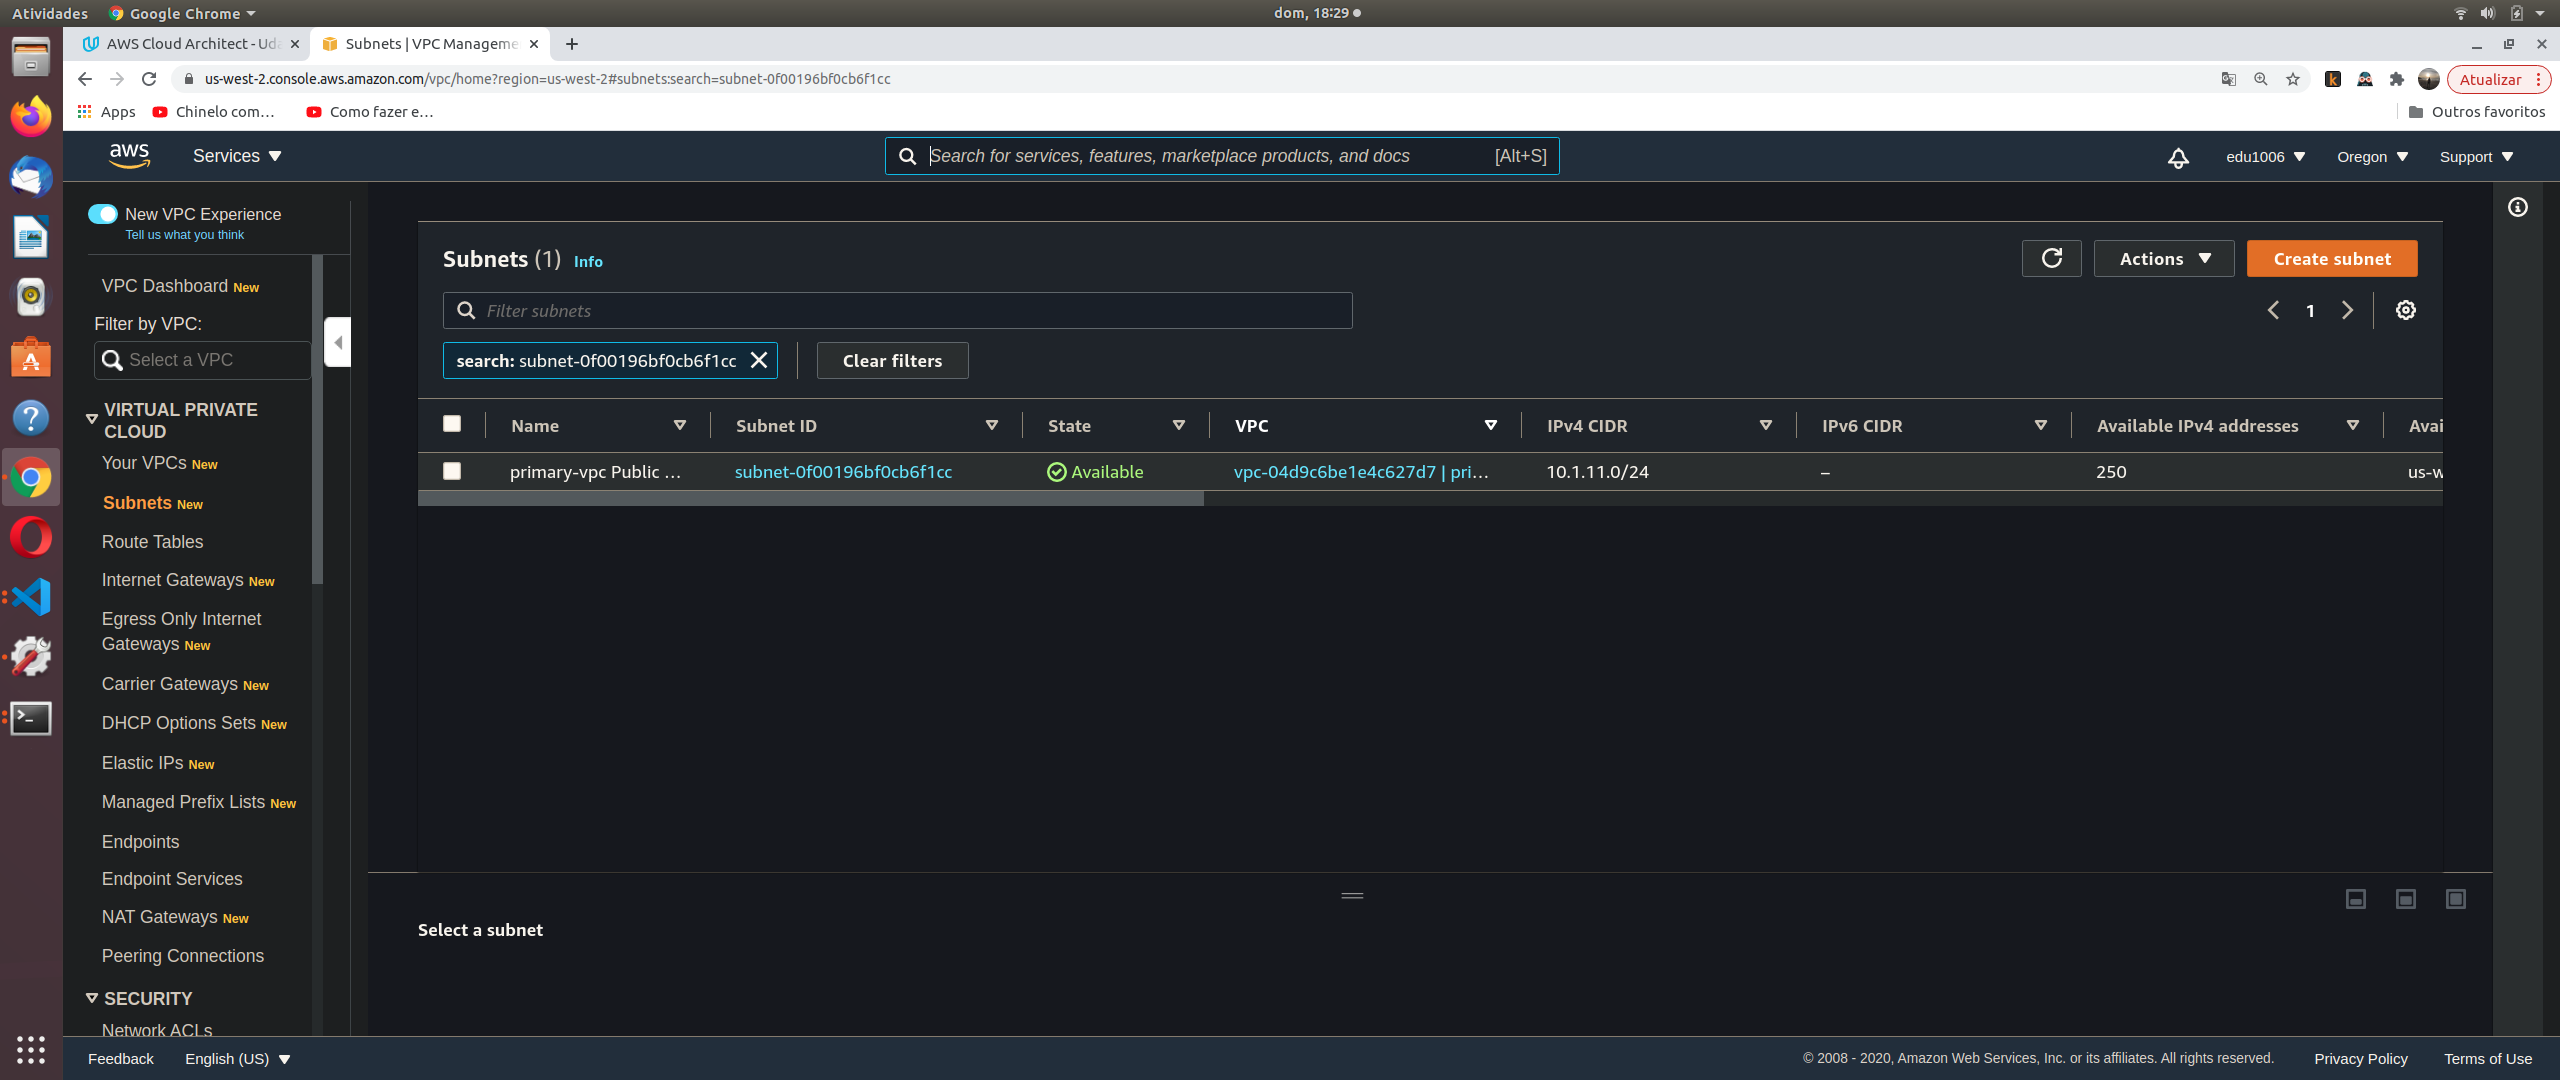 Atividades
Google Chrome
dom, 18:29
AWS Cloud Architect - Uda
Subnets | VPC Manageme
us-west-2.console.aws.amazon.com/vpc/home?region=us-west-2#subnets:search=subnet-0f00196bf0cb6f1cc
Atualizar
Apps
Chinelo com...
Como fazer e...
Outros favoritos
aws
Services
Search for services, features, marketplace products, and docs
[Alt+S]
edu1006
Oregon
Support
New VPC Experience
Tell us what you think
VPC Dashboard New
Filter by VPC:
Select a VPC
VIRTUAL PRIVATE
CLOUD
Your VPCs New
Subnets New
Route Tables
Internet Gateways New
Egress Only Internet
Gateways New
Carrier Gateways New
DHCP Options Sets New
Elastic IPs New
Managed Prefix Lists New
Endpoints
Endpoint Services
NAT Gateways New
Peering Connections
SECURITY
Network ACLs
Subnets (1) Info
Actions
Create subnet
Filter subnets
1
search: subnet-0f00196bf0cb6f1cc
Clear filters
Name
Subnet ID
State
VPC
IPv4 CIDR
IPv6 CIDR
Available IPv4 addresses
Avai
primary-vpc Public ...
subnet-0f00196bf0cb6f1cc
Available
vpc-04d9c6be1e4c627d7 | pri...
10.1.11.0/24
–
250
us-w
Select a subnet
Feedback
English (US)
© 2008 - 2020, Amazon Web Services, Inc. or its affiliates. All rights reserved.
Privacy Policy
Terms of Use